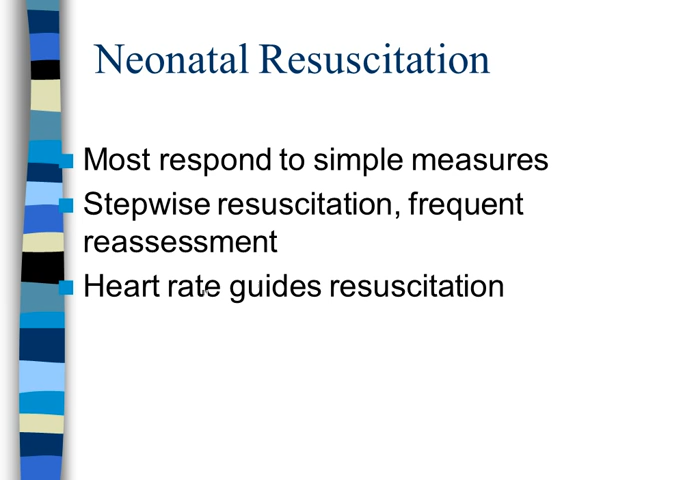 Neonatal Resuscitation
Most respond to simple measures
Stepwise resuscitation, frequent
reassessment
Heart rate guides resuscitation